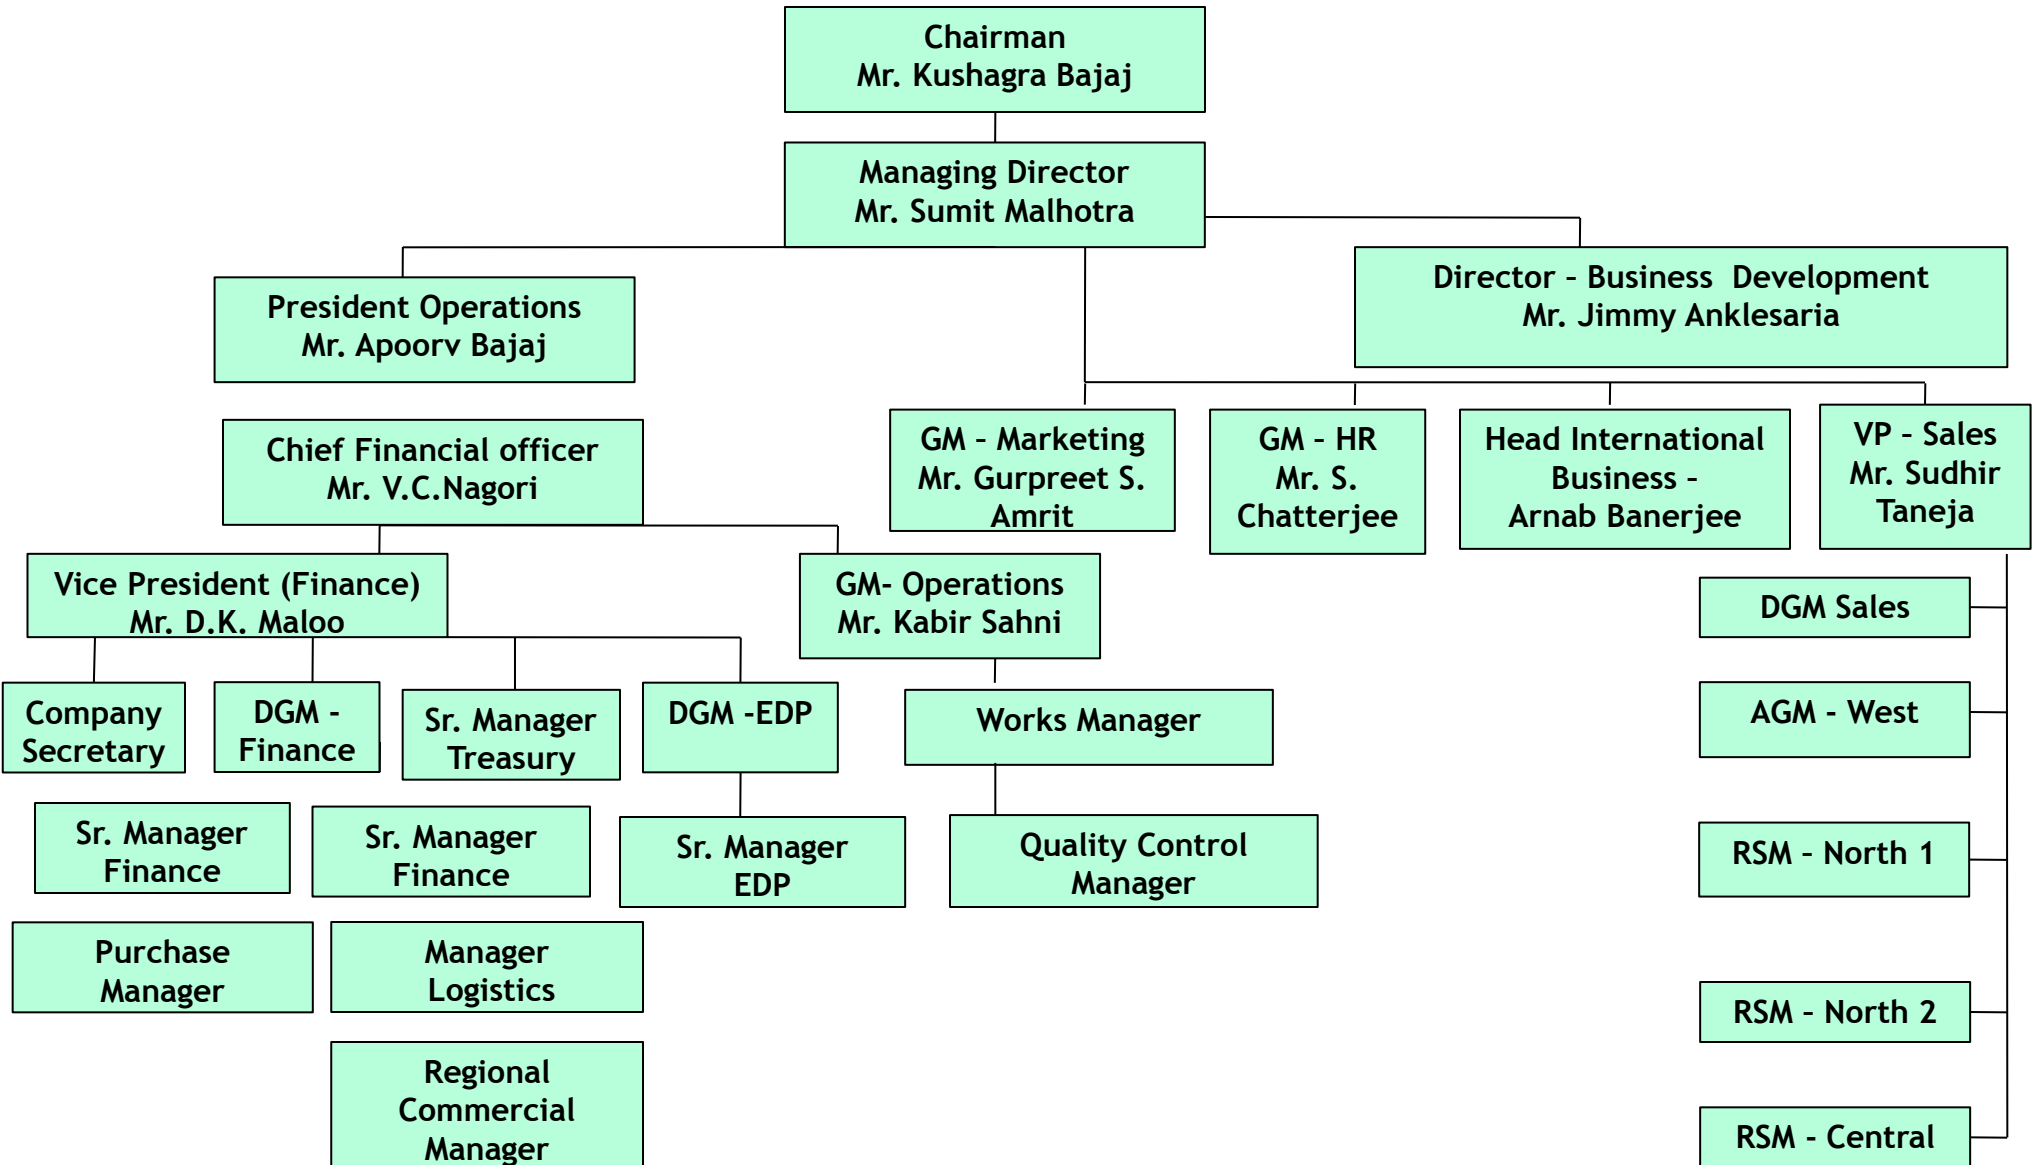 Chairman
Mr. Kushagra Bajaj
Managing Director
Mr. Sumit Malhotra
President Operations
Mr. Apoorv Bajaj
Director – Business  Development
Mr. Jimmy Anklesaria
Chief Financial officer
Mr. V.C.Nagori
GM – Marketing
Mr. Gurpreet S.
Amrit
GM – HR
Mr. S.
Chatterjee
Head International
Business –
Arnab Banerjee
VP – Sales
Mr. Sudhir
Taneja
Vice President (Finance)
Mr. D.K. Maloo
GM- Operations
Mr. Kabir Sahni
DGM Sales
Company
Secretary
DGM -
Finance
Sr. Manager
Treasury
DGM -EDP
Works Manager
AGM - West
Sr. Manager
Finance
Sr. Manager
Finance
Sr. Manager
EDP
Quality Control
Manager
RSM – North 1
Purchase
Manager
Manager
Logistics
RSM – North 2
Regional
Commercial
Manager
RSM - Central